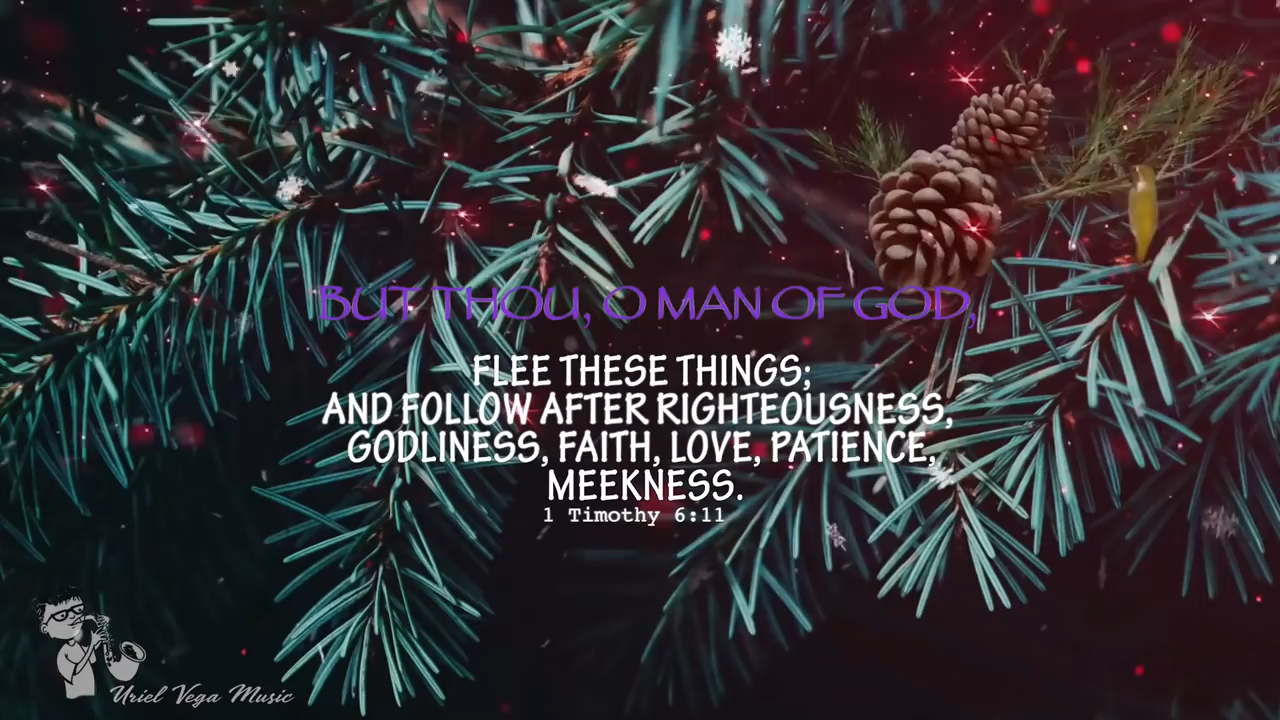 BUT THOU, O MAN OF GOD,
FLEE THESE THINGS;
AND FOLLOW AFTER RIGHTEOUSNESS,
GODLINESS, FAITH, LOVE, PATIENCE,
MEEKNESS.
1 Timothy 6:11
Uriel Vega Music